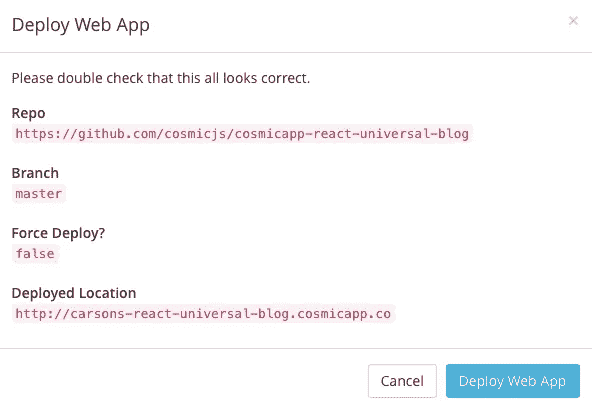 Deploy Web App
×
Please double check that this all looks correct.
Repo
https://github.com/cosmicjs/cosmicapp-react-universal-blog
Branch
master
Force Deploy?
false
Deployed Location
http://carsons-react-universal-blog.cosmicapp.co
Cancel Deploy Web App